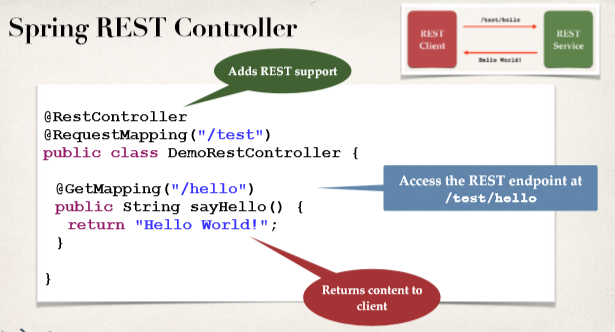 Spring REST Controller
REST
Client
/test/hello
Hello World!
REST
Service
Adds REST support
@RestController
@RequestMapping("/test")
public class DemoRestController {
@GetMapping("/hello")
public String sayHello() {
return "Hello World!";
}
}
Access the REST endpoint at
/test/hello
Returns content to
client